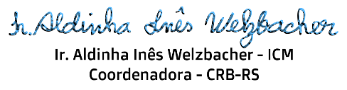 Ir. Aldinha Inês Welzbacher
Ir. Aldinha Inês Welzbacher - ICM
Coordenadora - CRB-RS